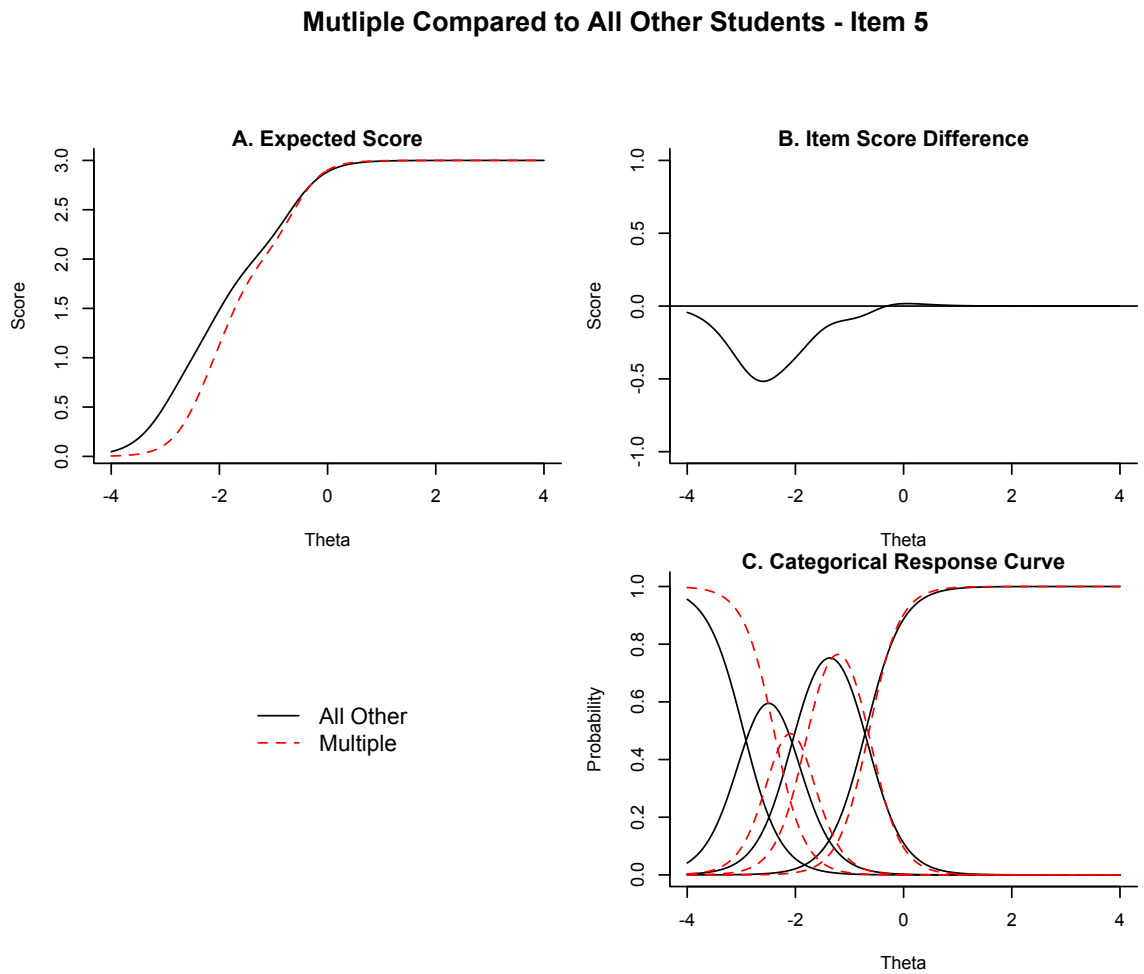 Mutliple Compared to All Other Students - Item 5
A. Expected Score
Score
0.0 0.5 1.0 1.5 2.0 2.5 3.0
-4 -2 0 2 4
Theta
B. Item Score Difference
Score
-1.0 -0.5 0.0 0.5 1.0
-4 -2 0 2 4
Theta
All Other
Multiple
C. Categorical Response Curve
Probability
0.0 0.2 0.4 0.6 0.8 1.0
-4 -2 0 2 4
Theta